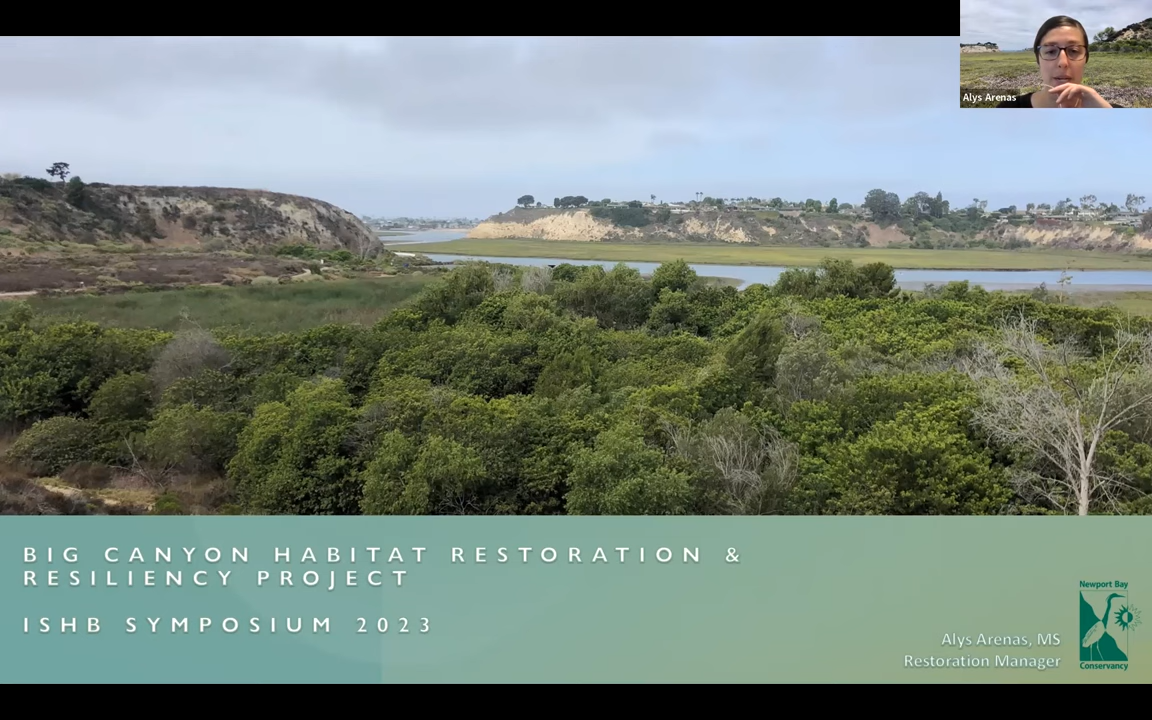 Alys Arenas
BIG CANYON HABITAT RESTORATION &
RESILIENCY PROJECT
ISHB SYMPOSIUM 2023
Alys Arenas, MS
Restoration Manager
Newport Bay
Conservancy